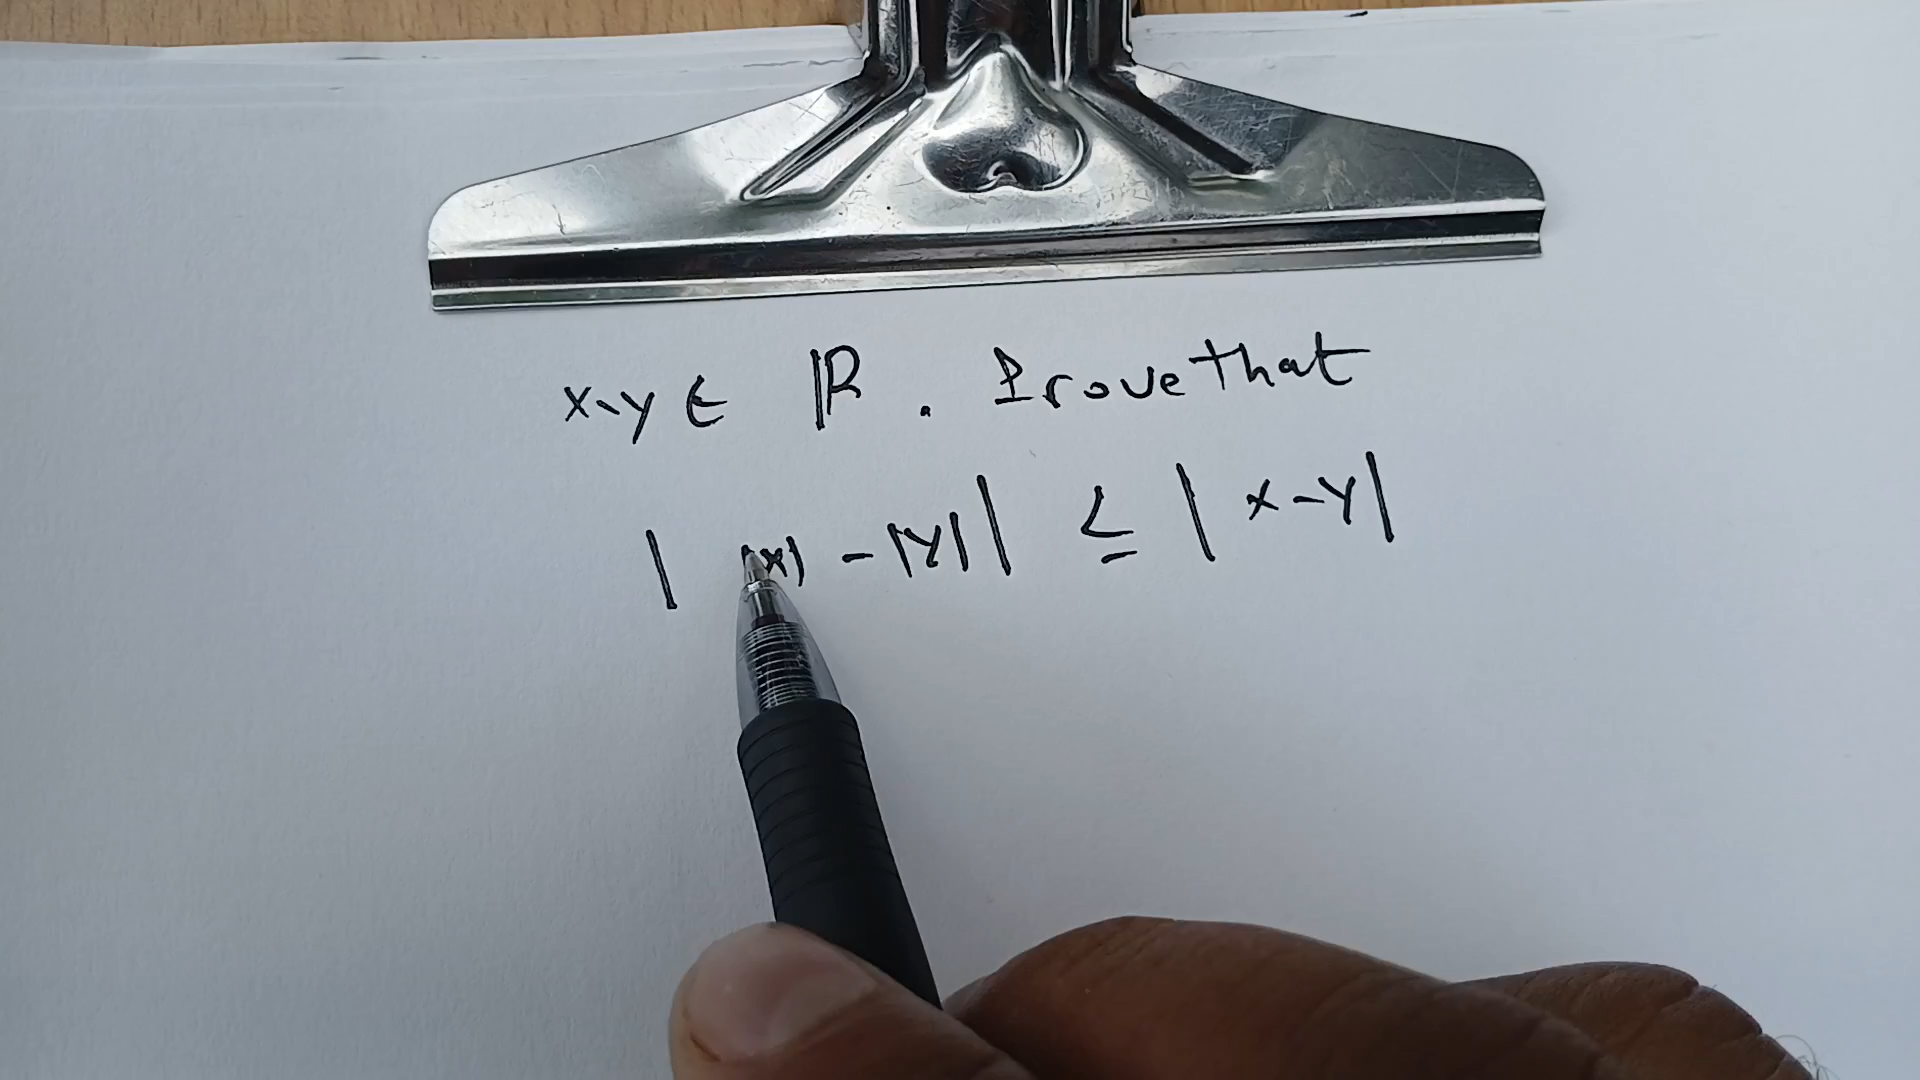 x,y ∈ ℝ. Prove that
| |x| - |y| | ≤ | x-y |